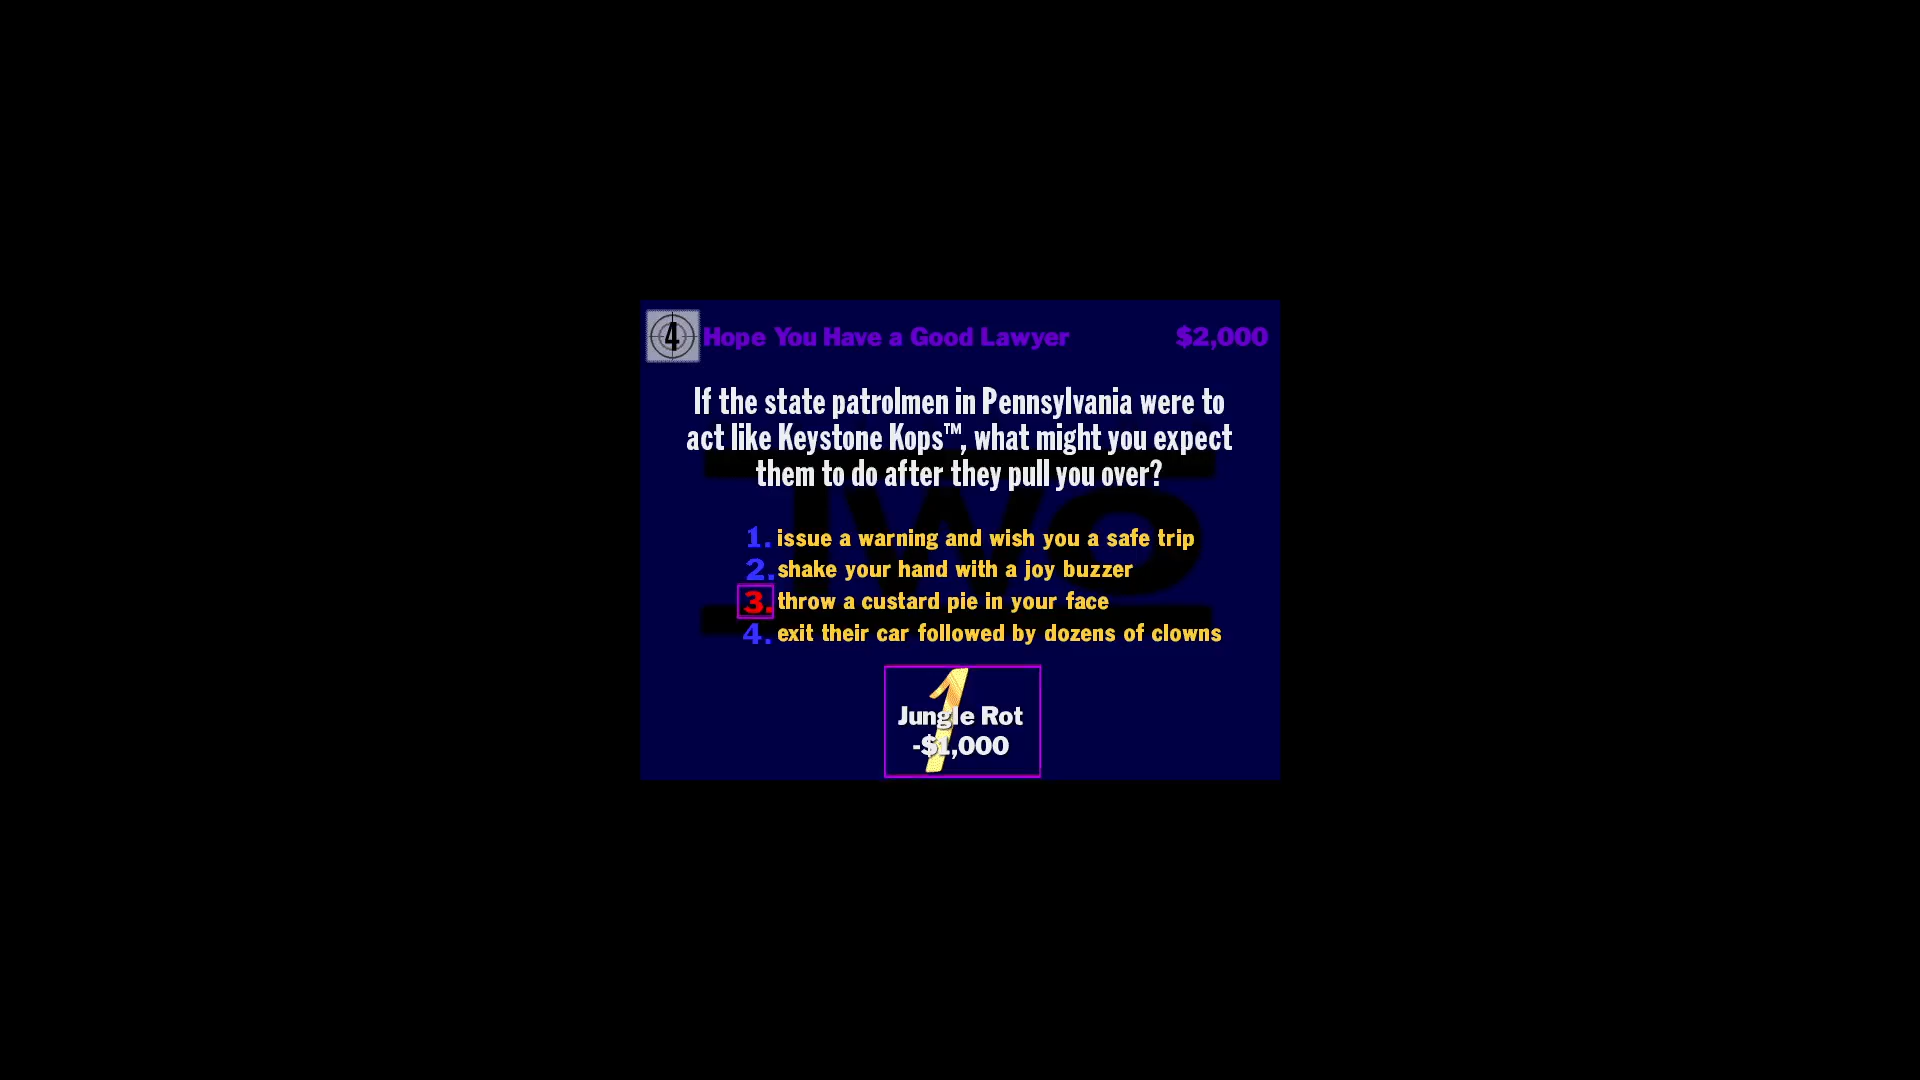 4 Hope You Have a Good Lawyer $2,000
If the state patrolmen in Pennsylvania were to
act like Keystone Kops™, what might you expect
them to do after they pull you over?
TWO
1. issue a warning and wish you a safe trip
2. shake your hand with a joy buzzer
3. throw a custard pie in your face
4. exit their car followed by dozens of clowns
1
Jungle Rot
-$1,000